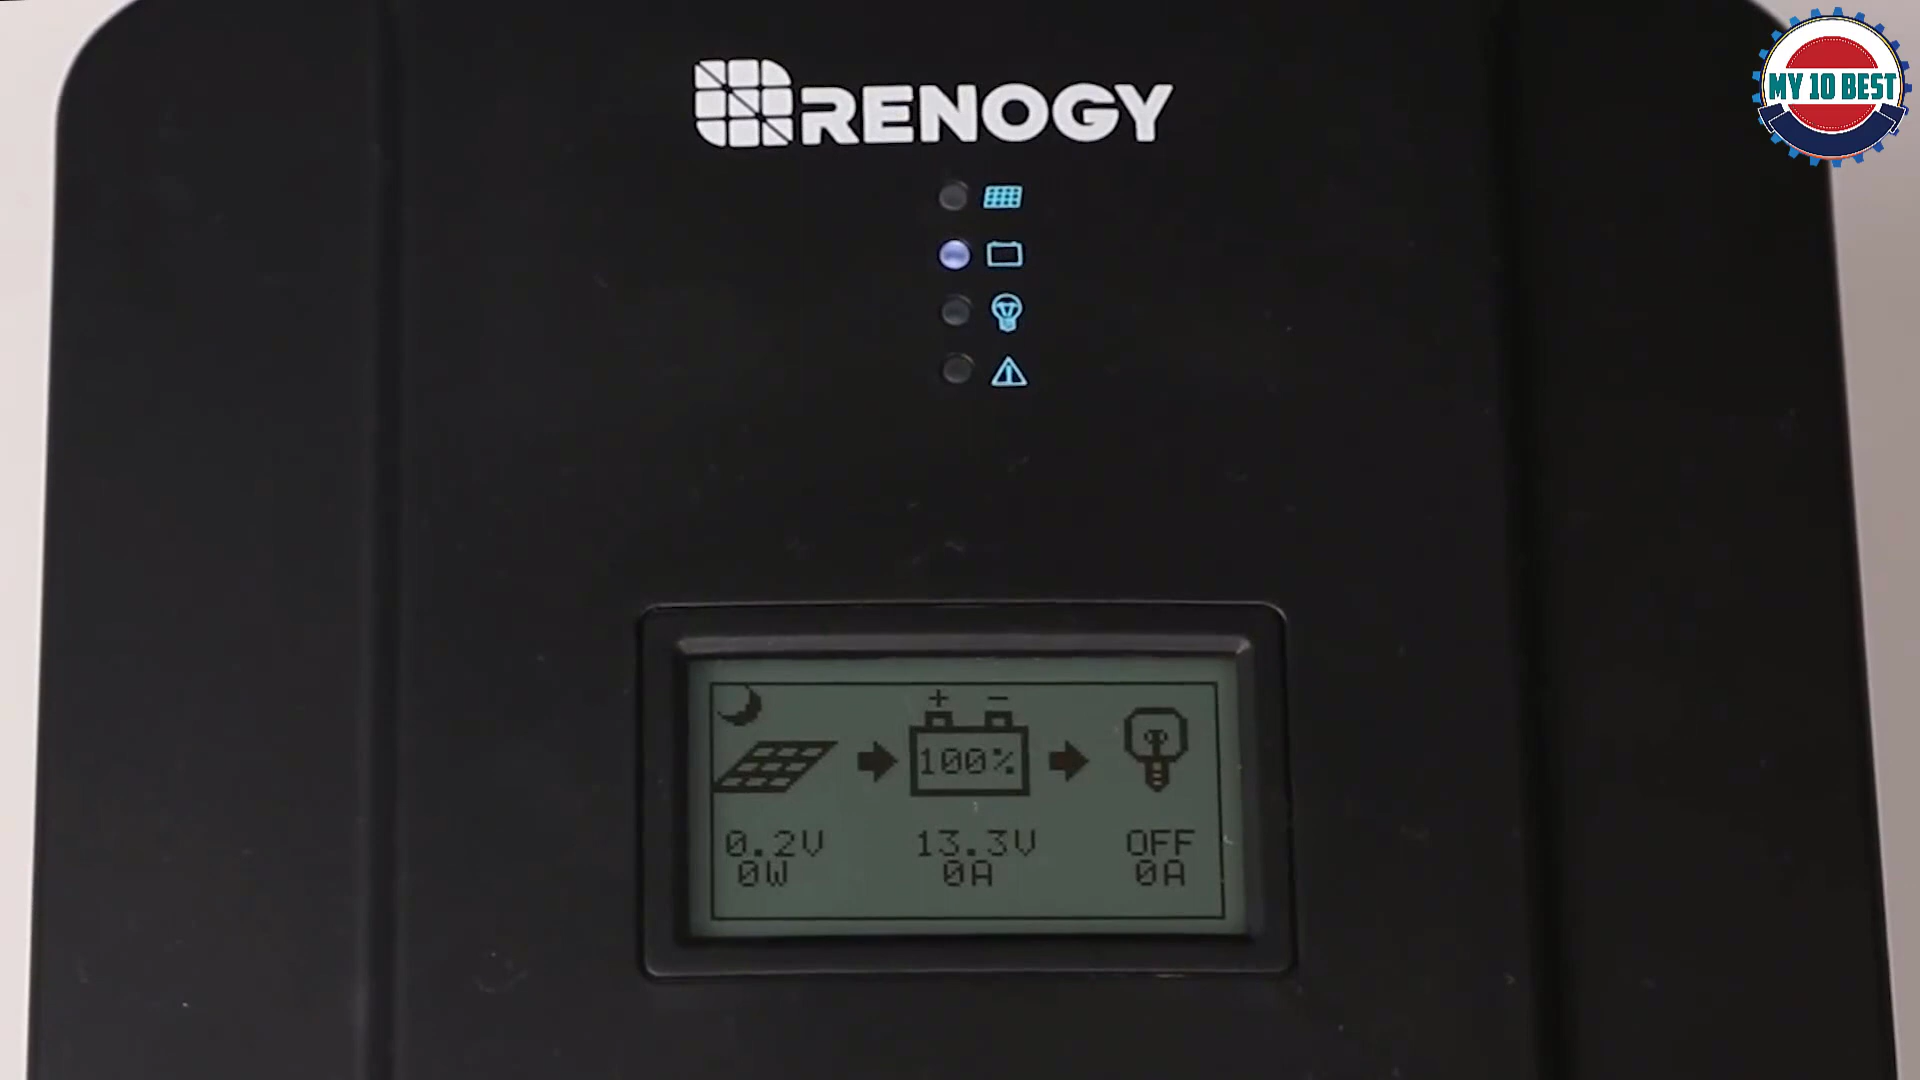 RENOGY
MY 10 BEST
+ −
100%
0.2V 13.3V OFF
0W 0A 0A